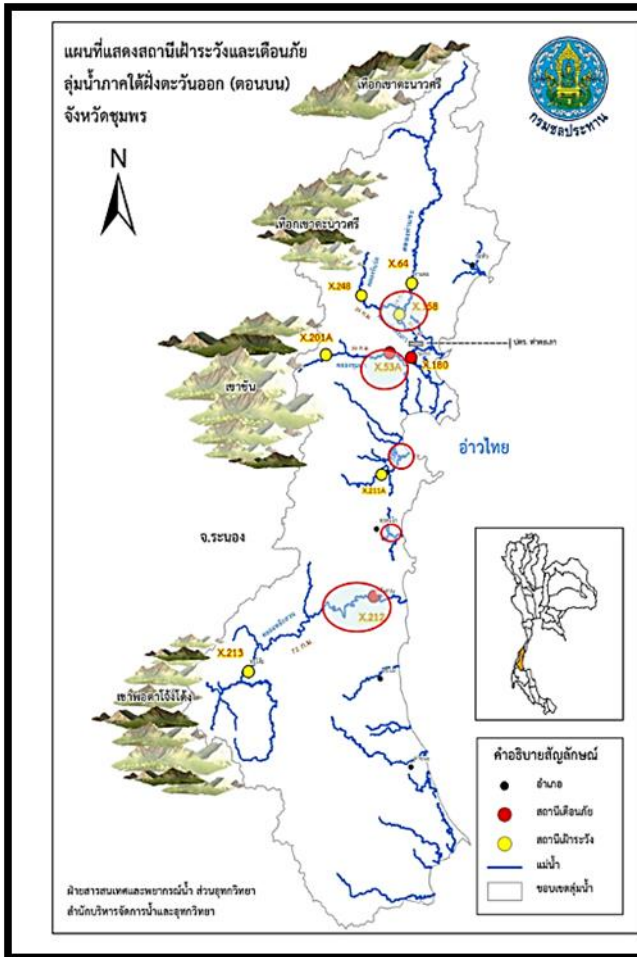 แผนที่แสดงสถานีเฝ้าระวังและเตือนภัย
ลุ่มน้ำภาคใต้ฝั่งตะวันออก (ตอนบน)
จังหวัดชุมพร
กรมชลประทาน
N
เทือกเขาตะนาวศรี
เทือกเขาตะนาวศรี
X.64
X.248
X.158
X.201A
X.53A
X.180
เขาขัน
อ่าวไทย
X.211A
จ.ระนอง
X.212
72 ก.ม.
X.213
เขาพ่อตาโจ้งโด้ง
คำอธิบายสัญลักษณ์
อำเภอ
สถานีเตือนภัย
สถานีเฝ้าระวัง
แม่น้ำ
ขอบเขตลุ่มน้ำ
ฝ่ายสารสนเทศและพยากรณ์น้ำ ส่วนอุทกวิทยา
สำนักบริหารจัดการน้ำและอุทกวิทยา